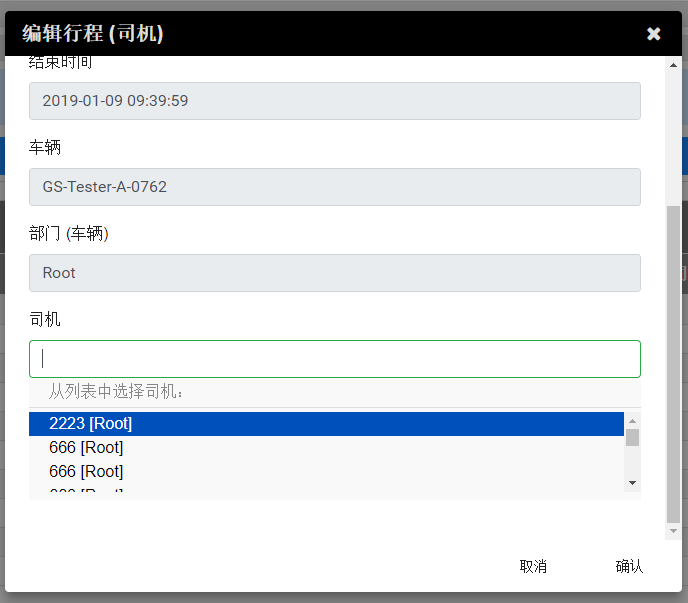 编辑行程 (司机)
结束时间
2019-01-09 09:39:59
车辆
GS-Tester-A-0762
部门 (车辆)
Root
司机
从列表中选择司机:
2223 [Root]
666 [Root]
666 [Root]
取消 确认